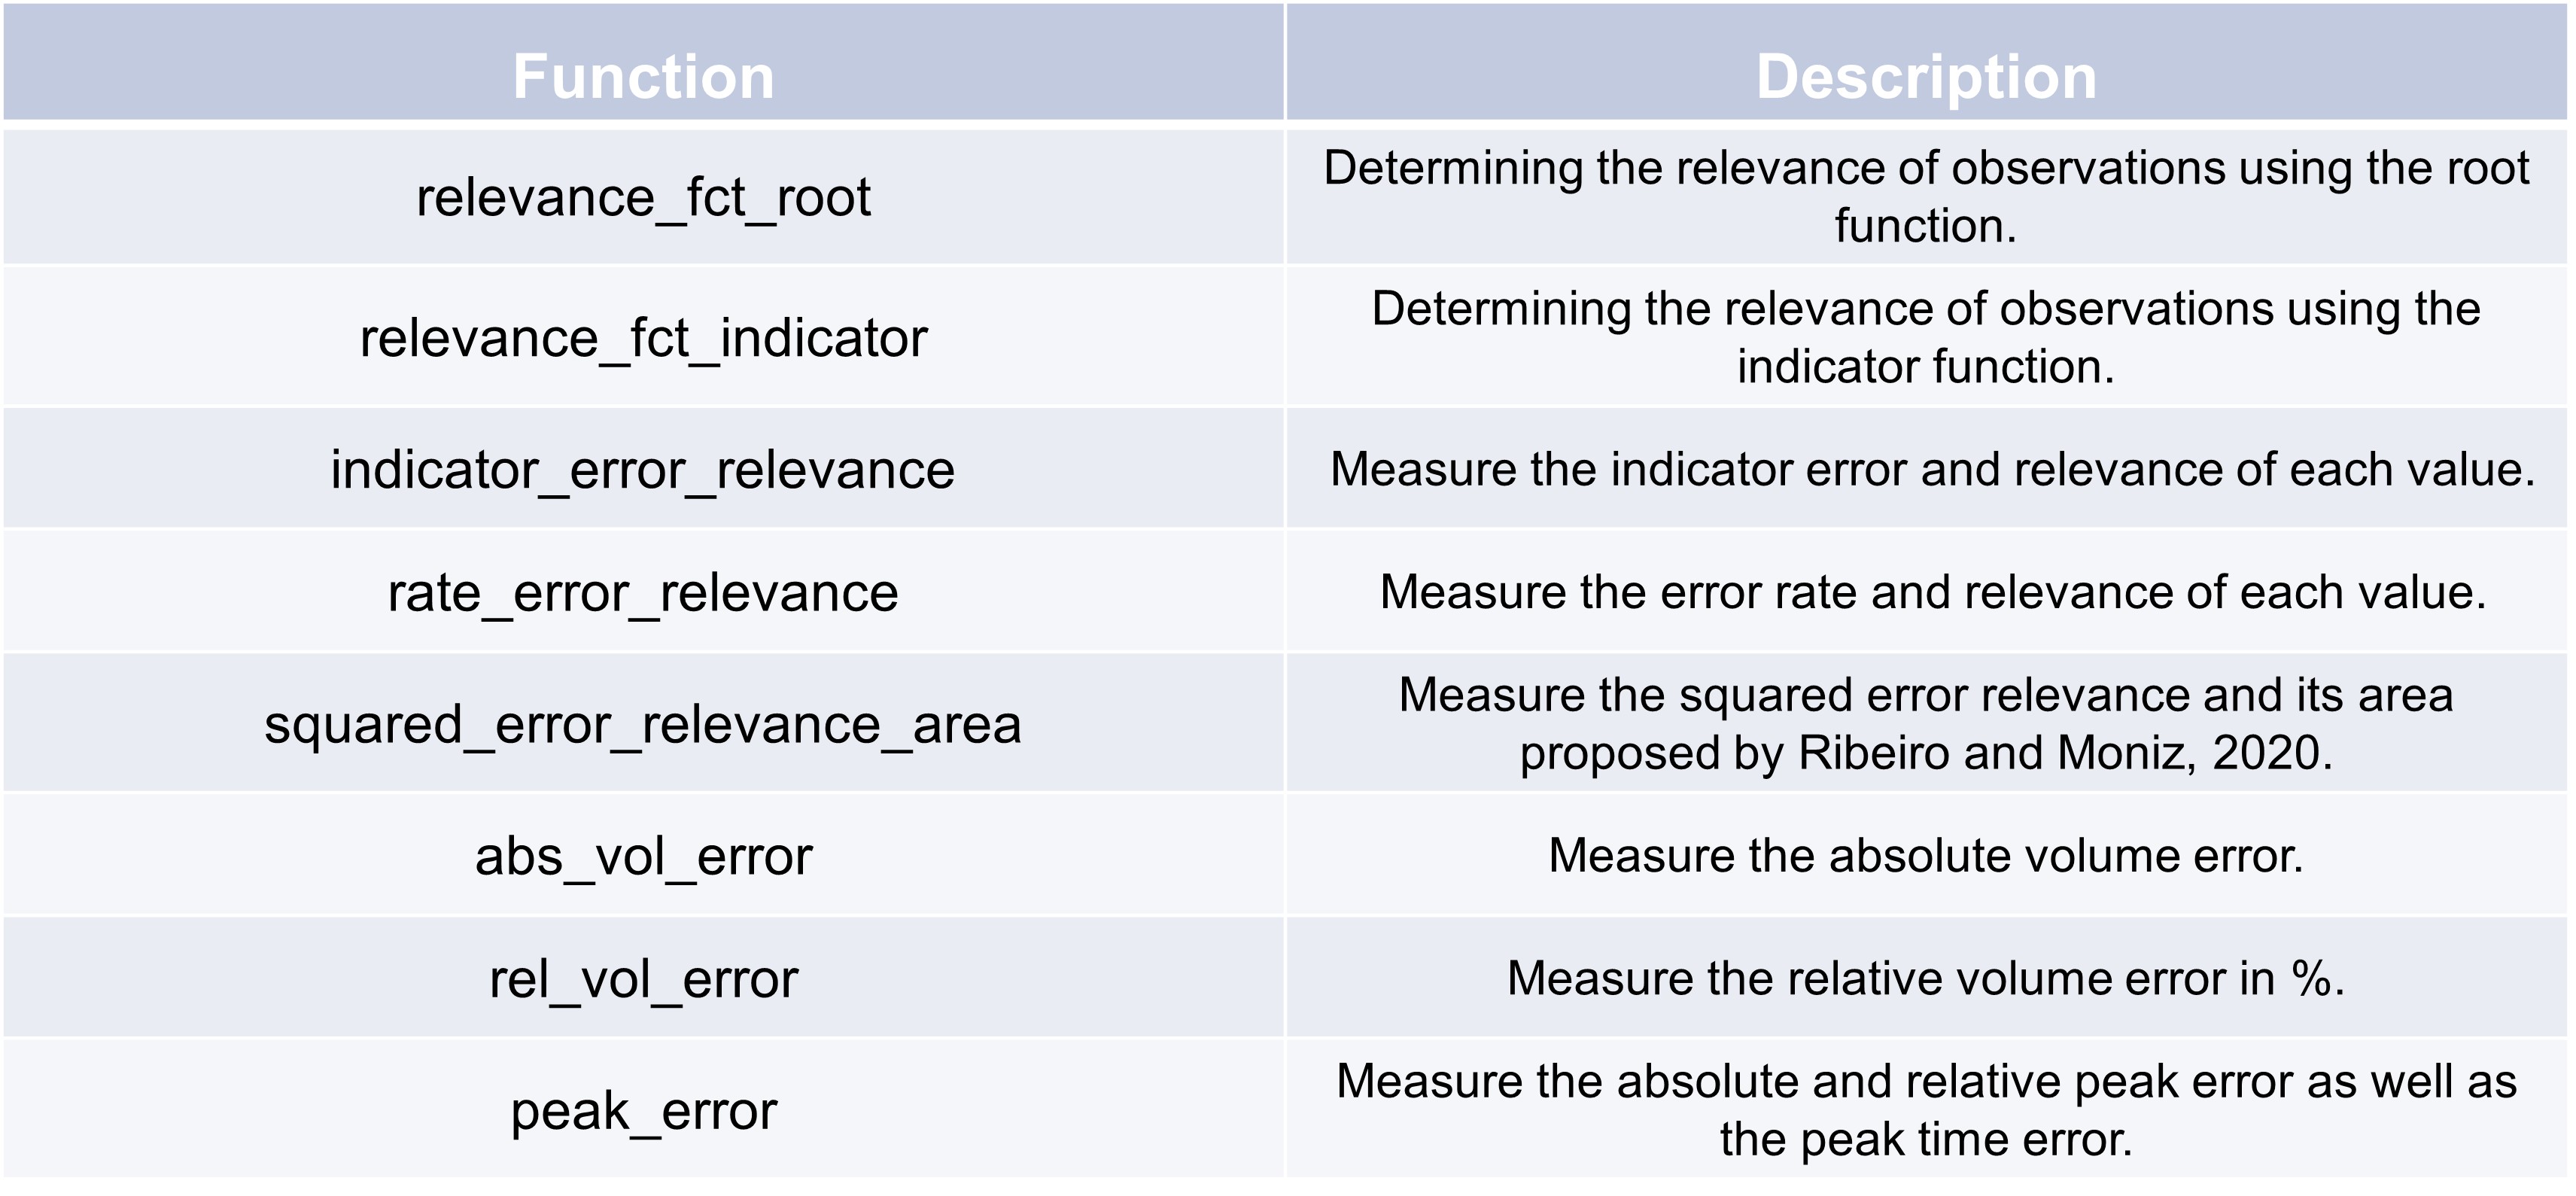 Function
Description
relevance_fct_root
Determining the relevance of observations using the root
function.
relevance_fct_indicator
Determining the relevance of observations using the
indicator function.
indicator_error_relevance
Measure the indicator error and relevance of each value.
rate_error_relevance
Measure the error rate and relevance of each value.
squared_error_relevance_area
Measure the squared error relevance and its area
proposed by Ribeiro and Moniz, 2020.
abs_vol_error
Measure the absolute volume error.
rel_vol_error
Measure the relative volume error in %.
peak_error
Measure the absolute and relative peak error as well as
the peak time error.